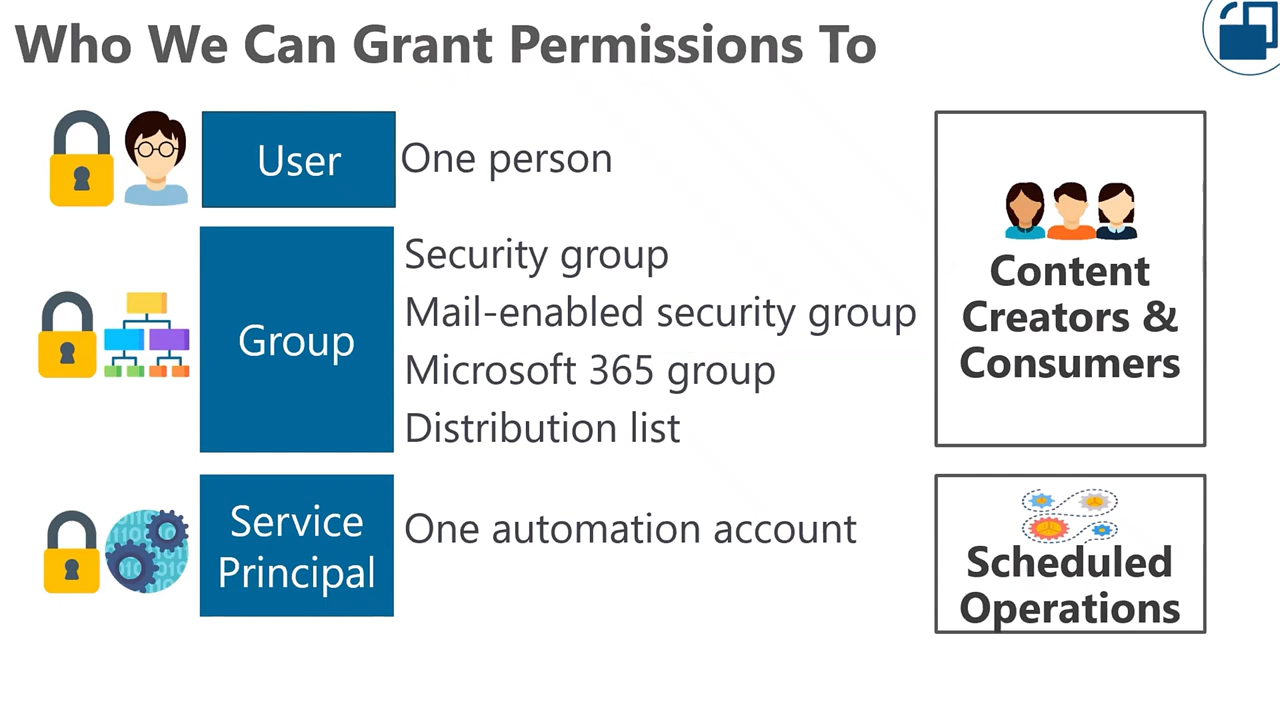 Who We Can Grant Permissions To
User
One person
Group
Security group
Mail-enabled security group
Microsoft 365 group
Distribution list
Content
Creators &
Consumers
Service
Principal
One automation account
Scheduled
Operations